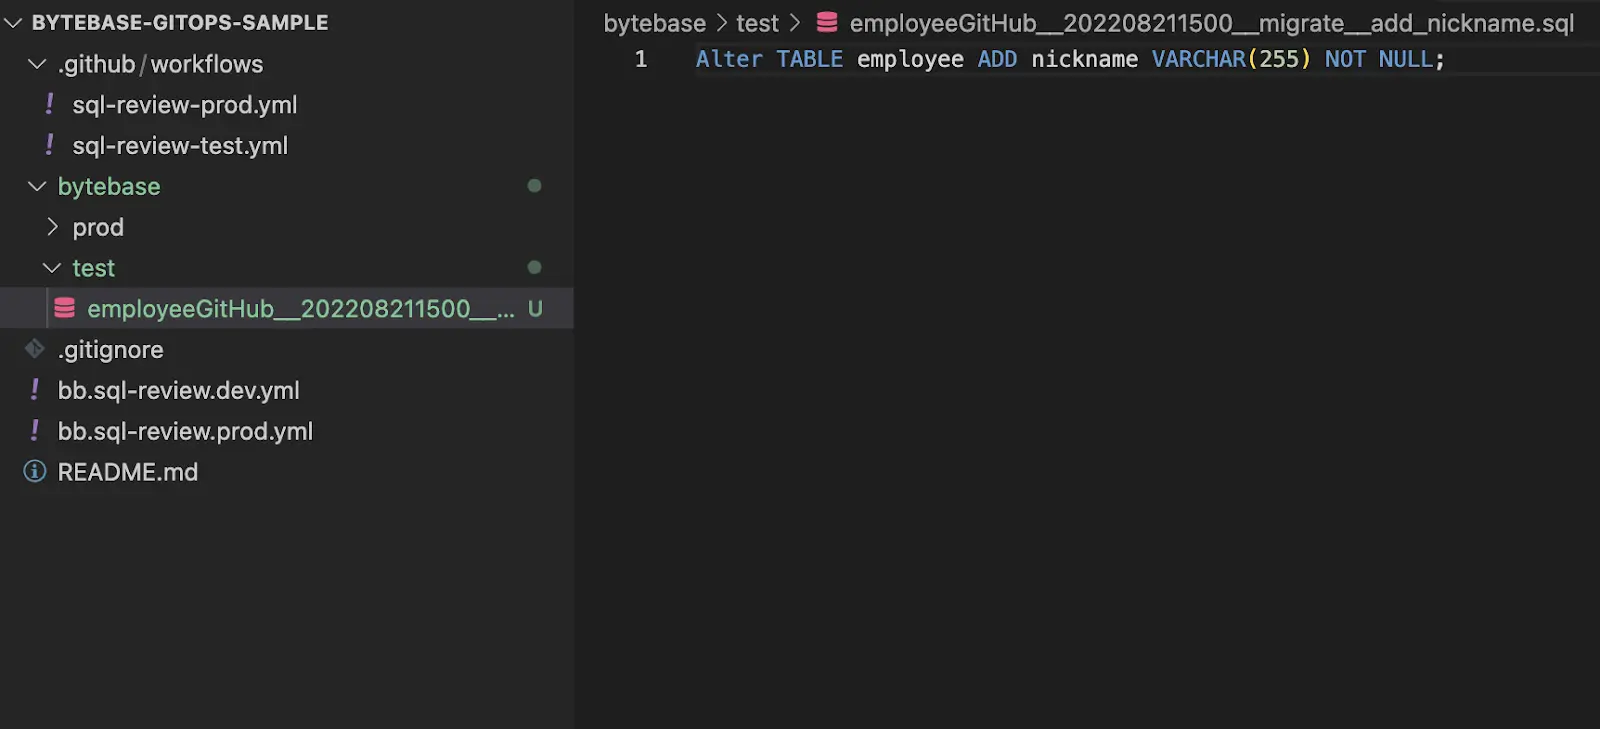 BYTEBASE-GITOPS-SAMPLE
.github/workflows
! sql-review-prod.yml
! sql-review-test.yml
bytebase
prod
test
employeeGitHub__202208211500__... U
.gitignore
! bb.sql-review.dev.yml
! bb.sql-review.prod.yml
README.md
bytebase > test > employeeGitHub__202208211500__migrate__add_nickname.sql
1 Alter TABLE employee ADD nickname VARCHAR(255) NOT NULL;